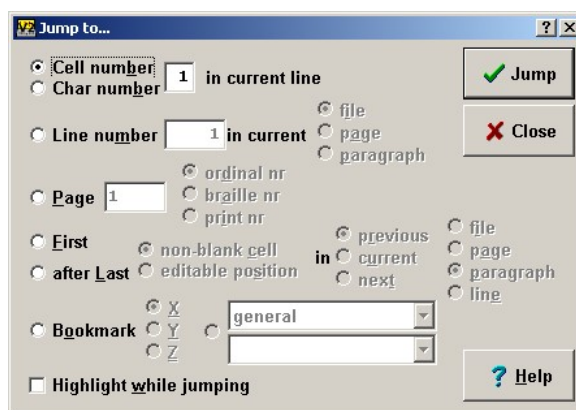 Jump to...
Cell number 1 in current line
Char number
Jump
Line number 1 in current
file
page
paragraph
Close
Page 1
ordinal nr
braille nr
print nr
First
after Last
non-blank cell
editable position
in
previous
current
next
file
page
paragraph
line
Bookmark
X
Y
Z
general
Highlight while jumping
? Help